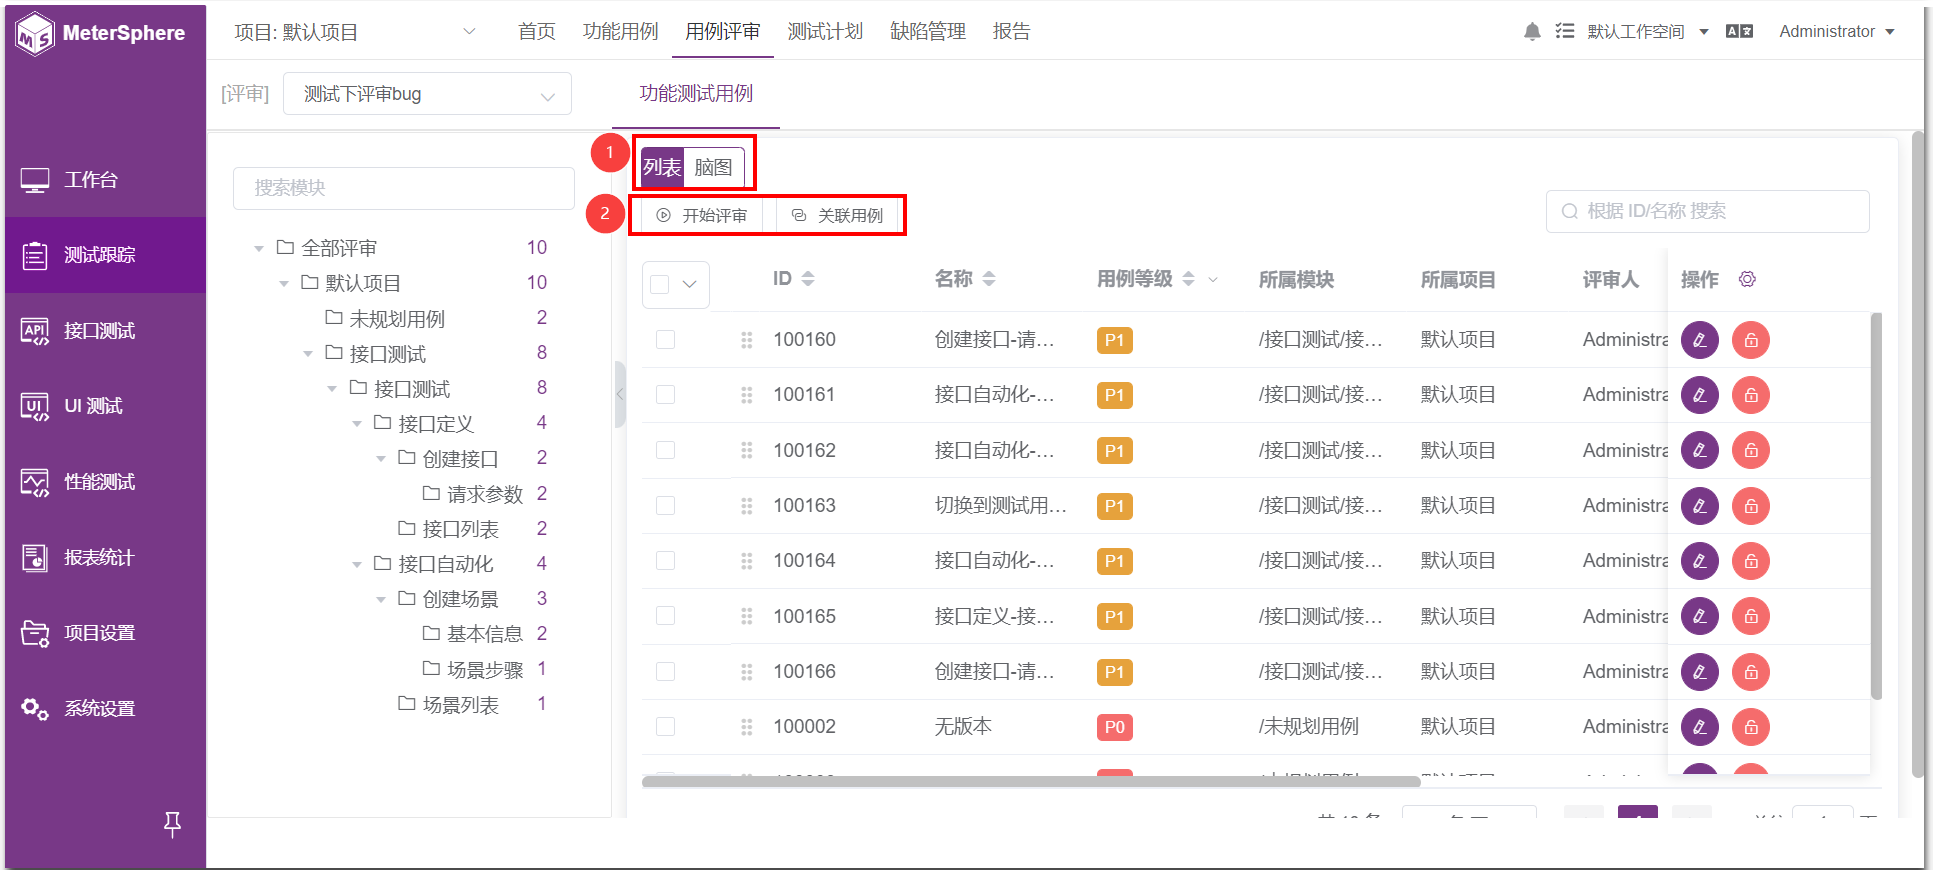 MeterSphere
项目: 默认项目
首页 功能用例 用例评审 测试计划 缺陷管理 报告
默认工作空间
Administrator
[评审] 测试下评审bug
功能测试用例
工作台
测试跟踪
接口测试
UI 测试
性能测试
报表统计
项目设置
系统设置
搜索模块
全部评审 10
默认项目 10
未规划用例 2
接口测试 8
接口测试 8
接口定义 4
创建接口 2
请求参数 2
接口列表 2
接口自动化 4
创建场景 3
基本信息 2
场景步骤 1
场景列表 1
1
列表 脑图
2
开始评审 关联用例
根据 ID/名称 搜索
ID 名称 用例等级 所属模块 所属项目 评审人 操作
100160 创建接口-请... P1 /接口测试/接... 默认项目 Administra
100161 接口自动化-... P1 /接口测试/接... 默认项目 Administra
100162 接口自动化-... P1 /接口测试/接... 默认项目 Administra
100163 切换到测试用... P1 /接口测试/接... 默认项目 Administra
100164 接口自动化-... P1 /接口测试/接... 默认项目 Administra
100165 接口定义-接... P1 /接口测试/接... 默认项目 Administra
100166 创建接口-请... P1 /接口测试/接... 默认项目 Administra
100002 无版本 P0 /未规划用例 默认项目 Administra